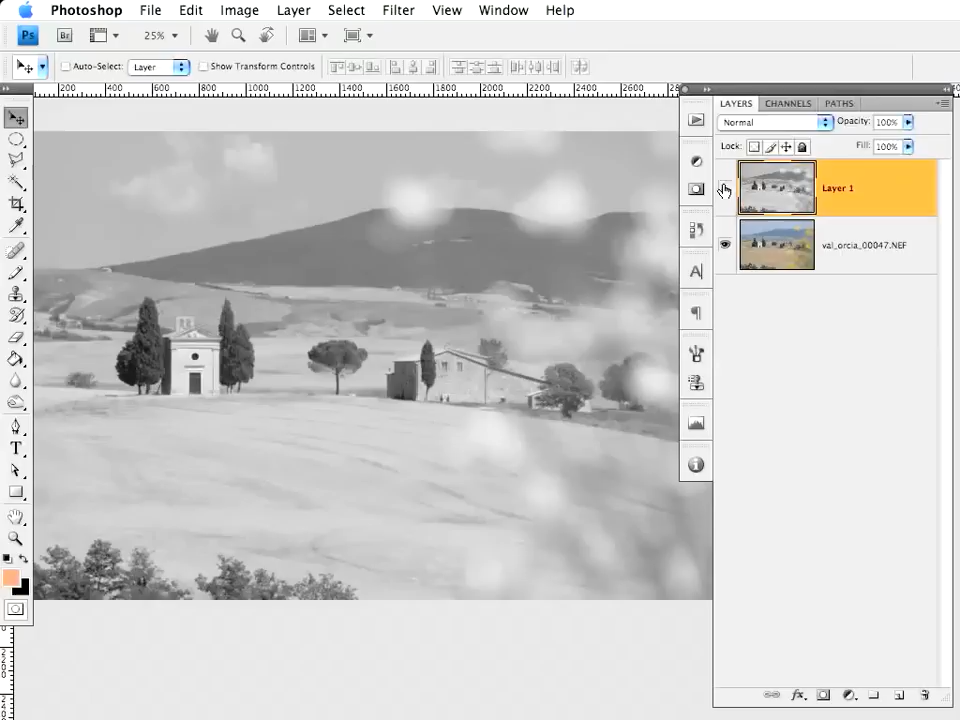 Photoshop File Edit Image Layer Select Filter View Window Help
Ps Br 25%
Auto-Select: Layer Show Transform Controls
200 400 600 800 1000 1200 1400 1600 1800 2000 2200 2400 2600
LAYERS CHANNELS PATHS
Normal Opacity: 100%
Lock: Fill: 100%
Layer 1
val_orcia_00047.NEF
A
T
fx